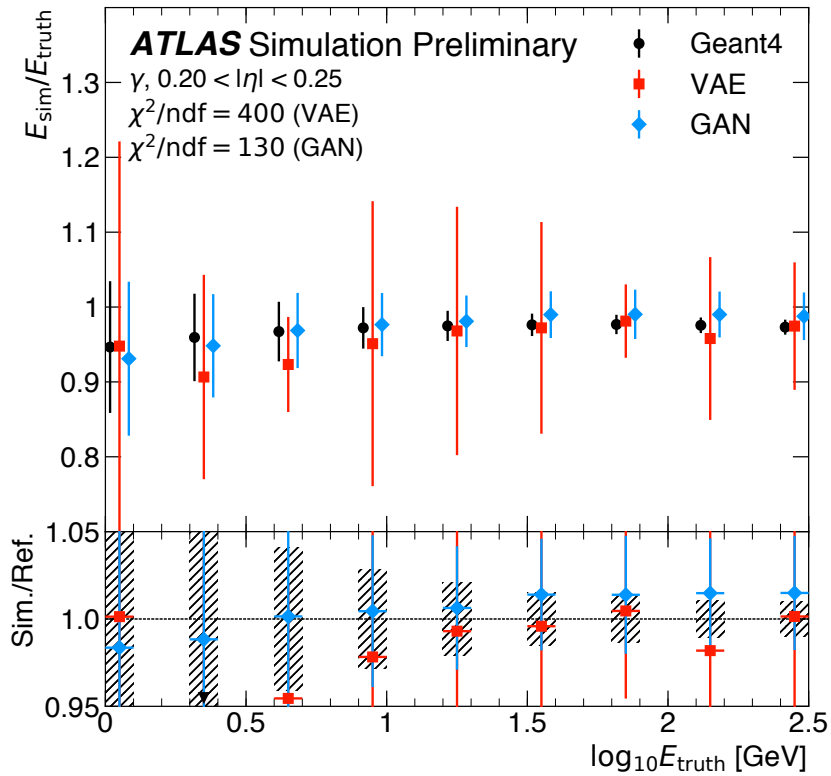 ATLAS Simulation Preliminary
γ, 0.20 < |η| < 0.25
χ²/ndf = 400 (VAE)
χ²/ndf = 130 (GAN)
Geant4
VAE
GAN
E_sim/E_truth
1.3
1.2
1.1
1
0.9
0.8
Sim./Ref.
1.05
1.0
0.95
0 0.5 1 1.5 2 2.5
log₁₀E_truth [GeV]